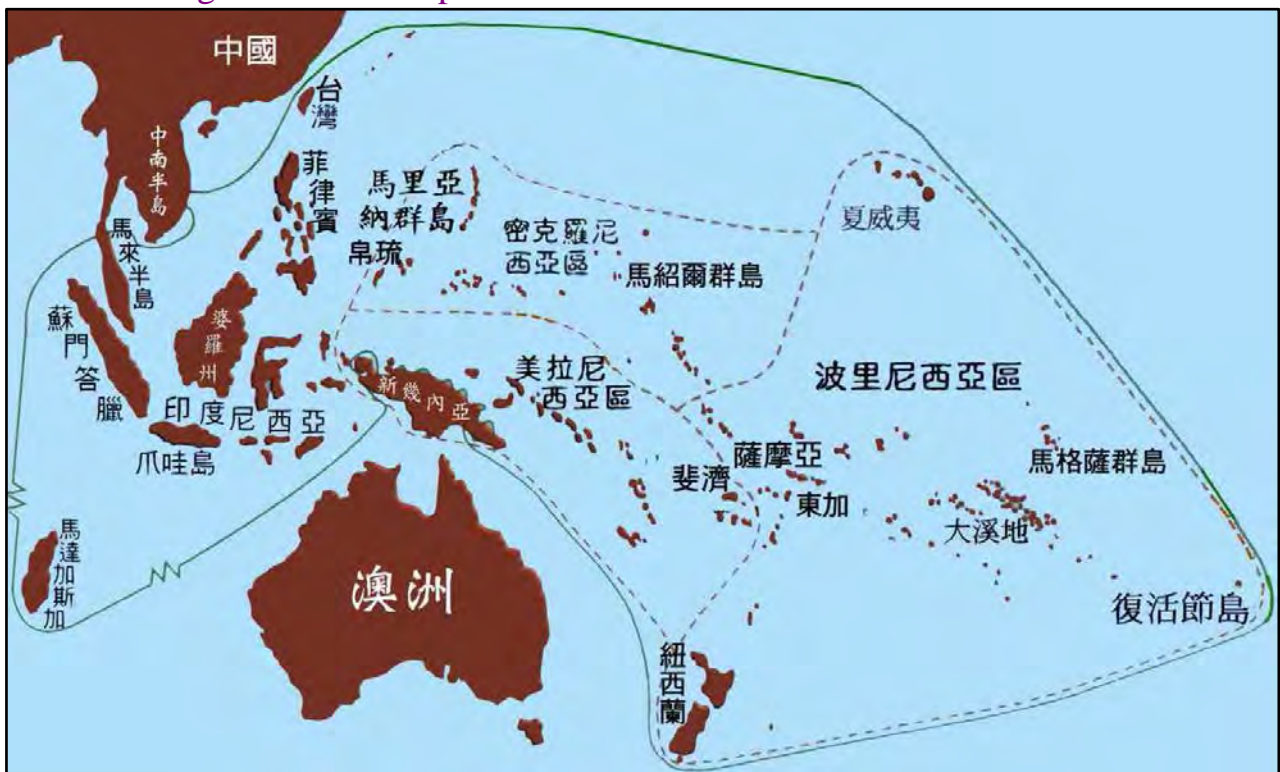 中國
台灣
中南半島
菲律賓
馬里亞
納群島
帛琉
密克羅尼
西亞區
馬紹爾群島
夏威夷
馬來半島
蘇門答臘
婆羅州
印度尼西亞
爪哇島
新幾內亞
美拉尼
西亞區
波里尼西亞區
薩摩亞
斐濟
東加
馬格薩群島
大溪地
復活節島
馬達加斯加
澳洲
紐西蘭